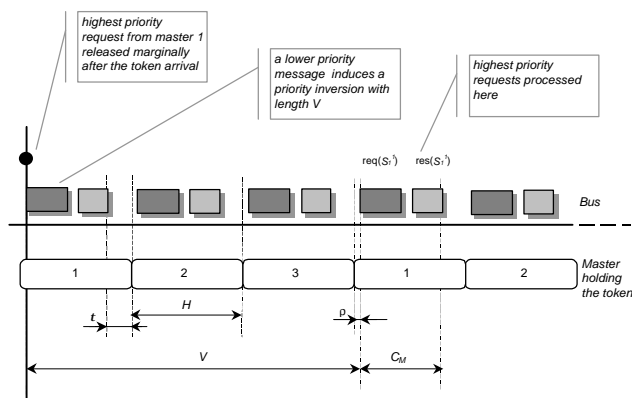 highest priority
request from master 1
released marginally
after the token arrival
a lower priority
message induces a
priority inversion with
length V
highest priority
requests processed
here
req(S₁¹) res(S₁¹)
Bus
1 2 3 1 2
Master
holding
the token
t H ρ
V C_M